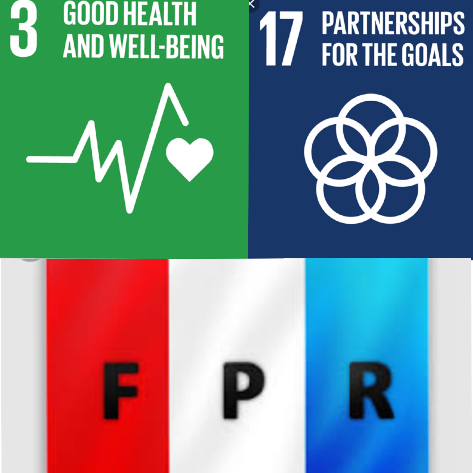 3 GOOD HEALTH
AND WELL-BEING
17 PARTNERSHIPS
FOR THE GOALS
F P R